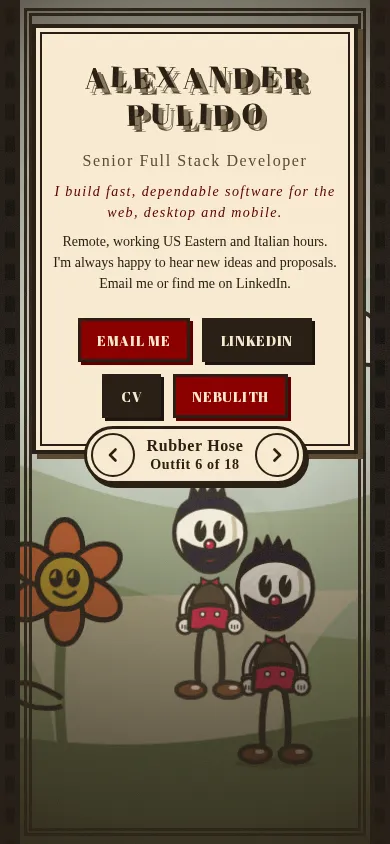 ALEXANDER
PULIDO
Senior Full Stack Developer
I build fast, dependable software for the
web, desktop and mobile.
Remote, working US Eastern and Italian hours.
I'm always happy to hear new ideas and proposals.
Email me or find me on LinkedIn.
EMAIL ME
LINKEDIN
CV
NEBULITH
Rubber Hose
Outfit 6 of 18